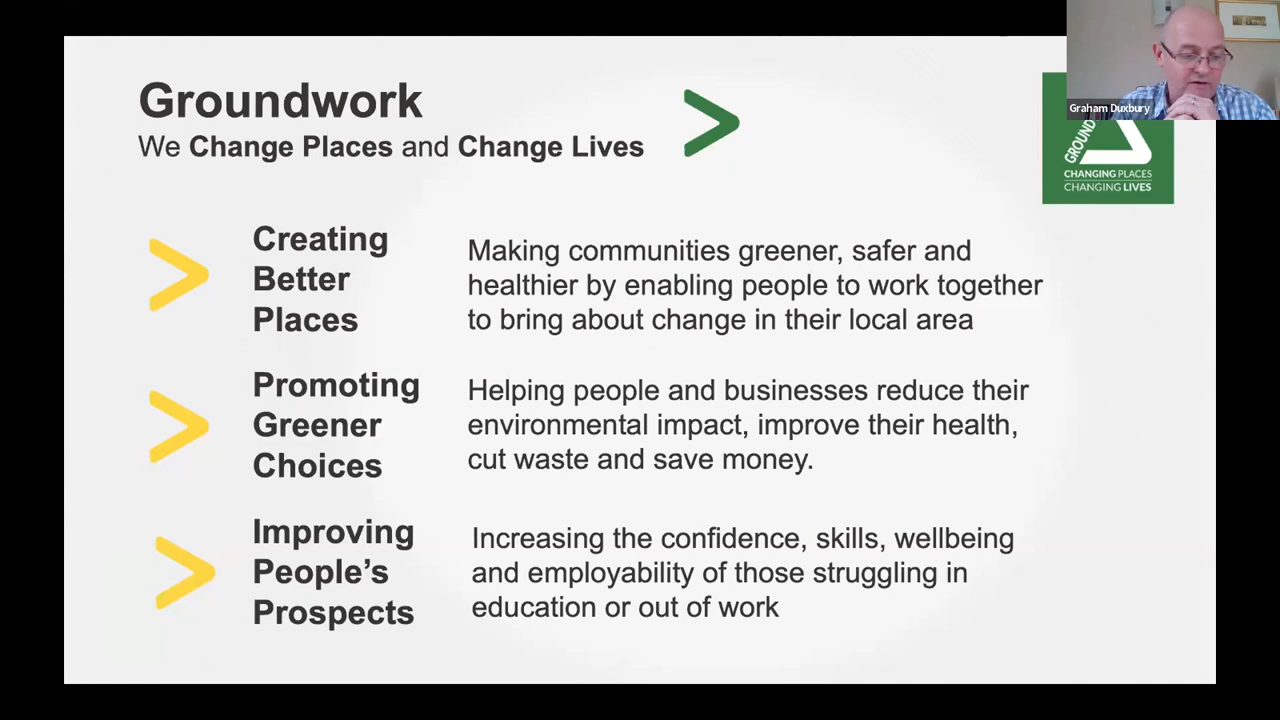 Graham Duxbury
Groundwork
We Change Places and Change Lives
GROUND
CHANGING PLACES
CHANGING LIVES
Creating
Better
Places
Making communities greener, safer and
healthier by enabling people to work together
to bring about change in their local area
Promoting
Greener
Choices
Helping people and businesses reduce their
environmental impact, improve their health,
cut waste and save money.
Improving
People’s
Prospects
Increasing the confidence, skills, wellbeing
and employability of those struggling in
education or out of work